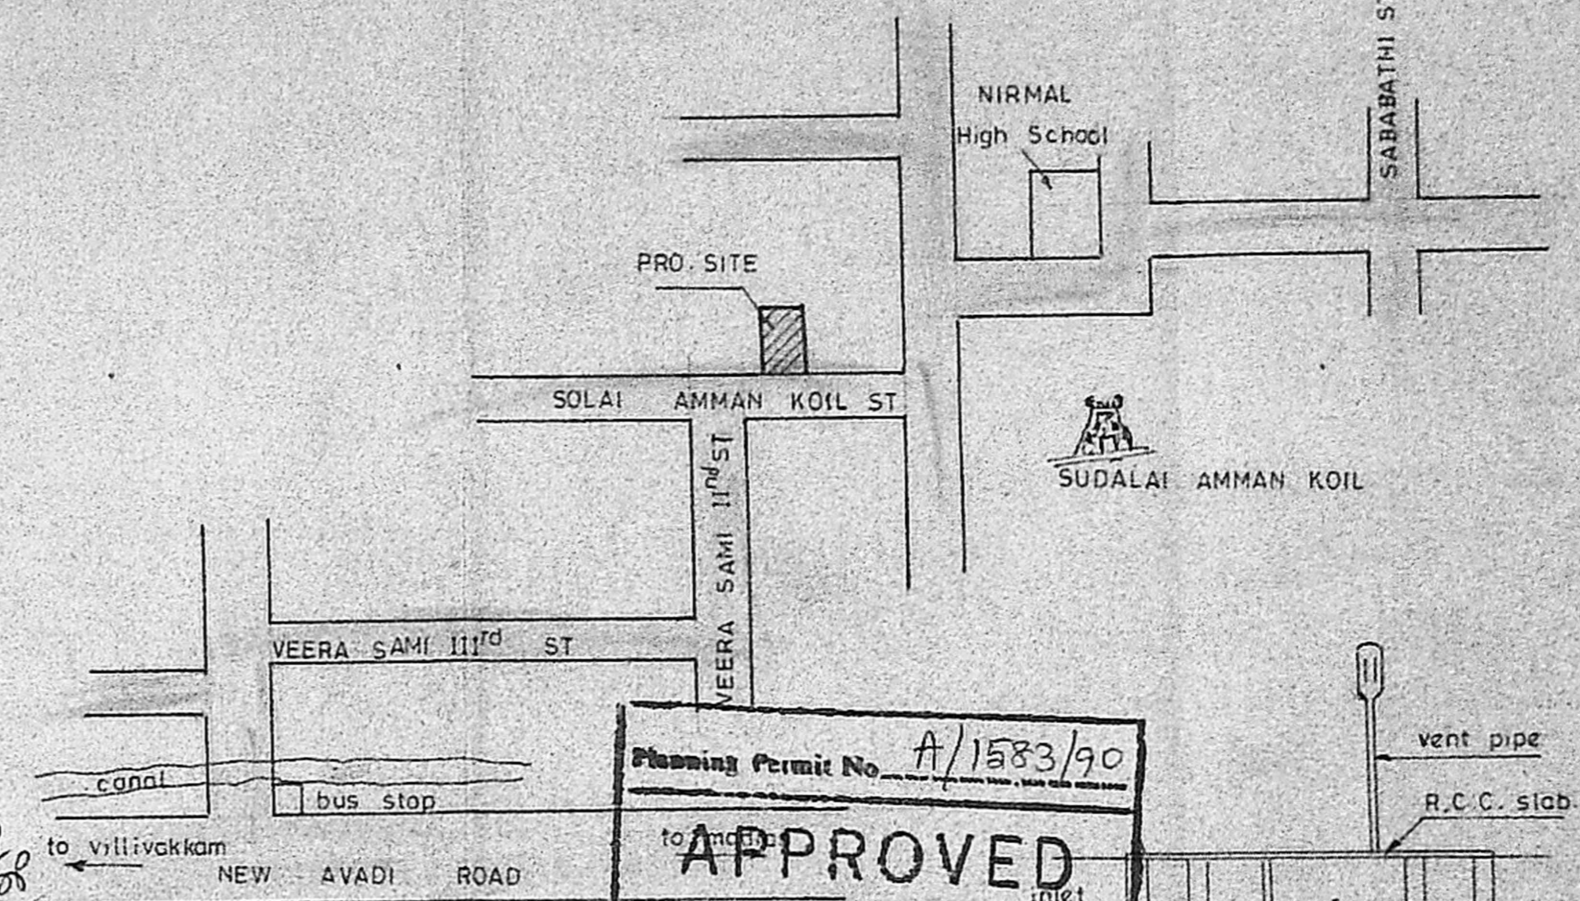 SABABATHI
NIRMAL
High School
PRO. SITE
SOLAI AMMAN KOIL ST
SUDALAI AMMAN KOIL
VEERA SAMI IInd ST
VEERA SAMI IIIrd ST
canal
bus stop
to villivakkam
NEW AVADI ROAD
Planning Permit No. A/1583/90
APPROVED
to
vent pipe
R.C.C. slab
inlet